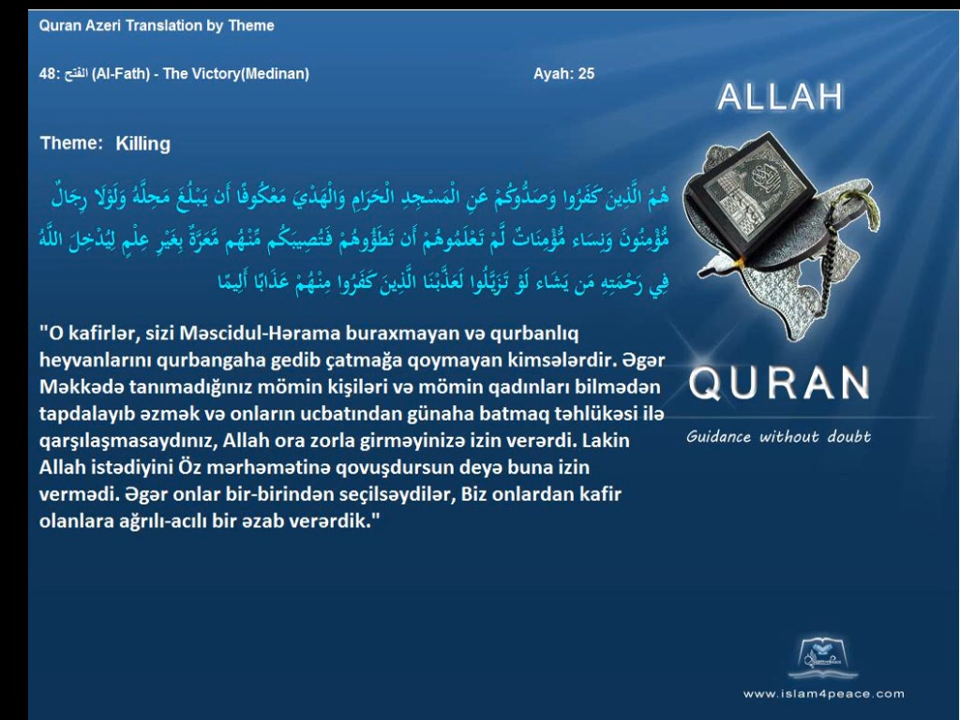 Quran Azeri Translation by Theme
48: الفتح (Al-Fath) - The Victory(Medinan) Ayah: 25
Theme: Killing
هُمُ الَّذِينَ كَفَرُوا وَصَدُّوكُمْ عَنِ الْمَسْجِدِ الْحَرَامِ وَالْهَدْيَ مَعْكُوفًا أَن يَبْلُغَ مَحِلَّهُ وَلَوْلَا رِجَالٌ
مُّؤْمِنُونَ وَنِسَاء مُّؤْمِنَاتٌ لَّمْ تَعْلَمُوهُمْ أَن تَطَؤُوهُمْ فَتُصِيبَكُم مِّنْهُم مَّعَرَّةٌ بِغَيْرِ عِلْمٍ لِيُدْخِلَ اللَّهُ
فِي رَحْمَتِهِ مَن يَشَاء لَوْ تَزَيَّلُوا لَعَذَّبْنَا الَّذِينَ كَفَرُوا مِنْهُمْ عَذَابًا أَلِيمًا
"O kafirlər, sizi Məscidul-Hərama buraxmayan və qurbanlıq
heyvanlarını qurbangaha gedib çatmağa qoymayan kimsələrdir. Əgər
Məkkədə tanımadığınız mömin kişiləri və mömin qadınları bilmədən
tapdalayıb əzmək və onların ucbatından günaha batmaq təhlükəsi ilə
qarşılaşmasaydınız, Allah ora zorla girməyinizə izin verərdi. Lakin
Allah istədiyini Öz mərhəmətinə qovuşdursun deyə buna izin
vermədi. Əgər onlar bir-birindən seçilsəydilər, Biz onlardan kafir
olanlara ağrılı-acılı bir əzab verərdik."
ALLAH
QURAN
Guidance without doubt
www.islam4peace.com